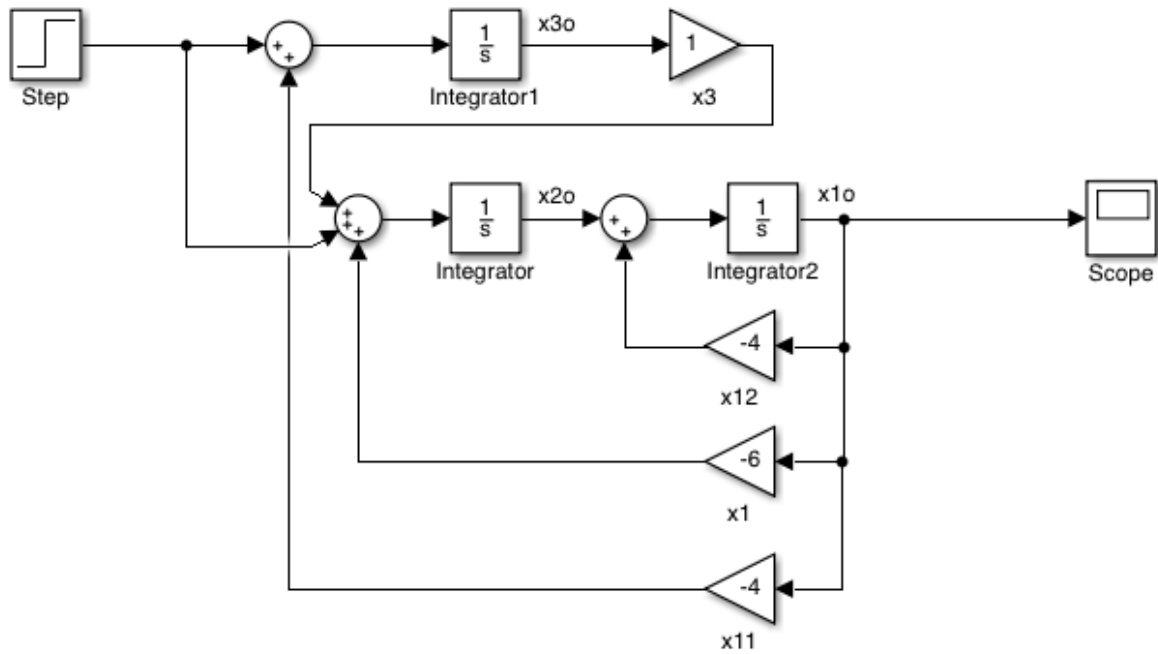 Step
+
+
1
s
Integrator1
x3o
1
x3
+
+
+
1
s
Integrator
x2o
+
+
1
s
Integrator2
x1o
Scope
-4
x12
-6
x1
-4
x11